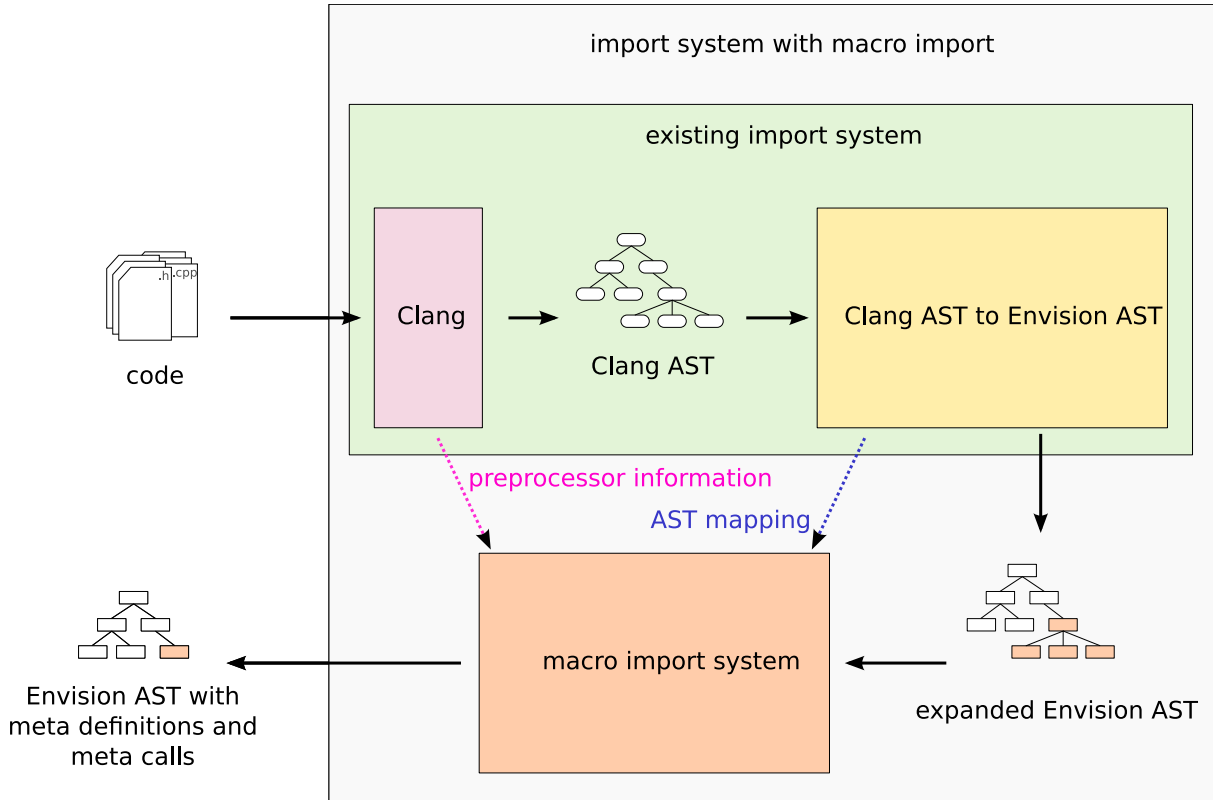 import system with macro import
existing import system
.h
.cpp
Clang
Clang AST to Envision AST
code
Clang AST
preprocessor information
AST mapping
macro import system
expanded Envision AST
Envision AST with
meta definitions and
meta calls